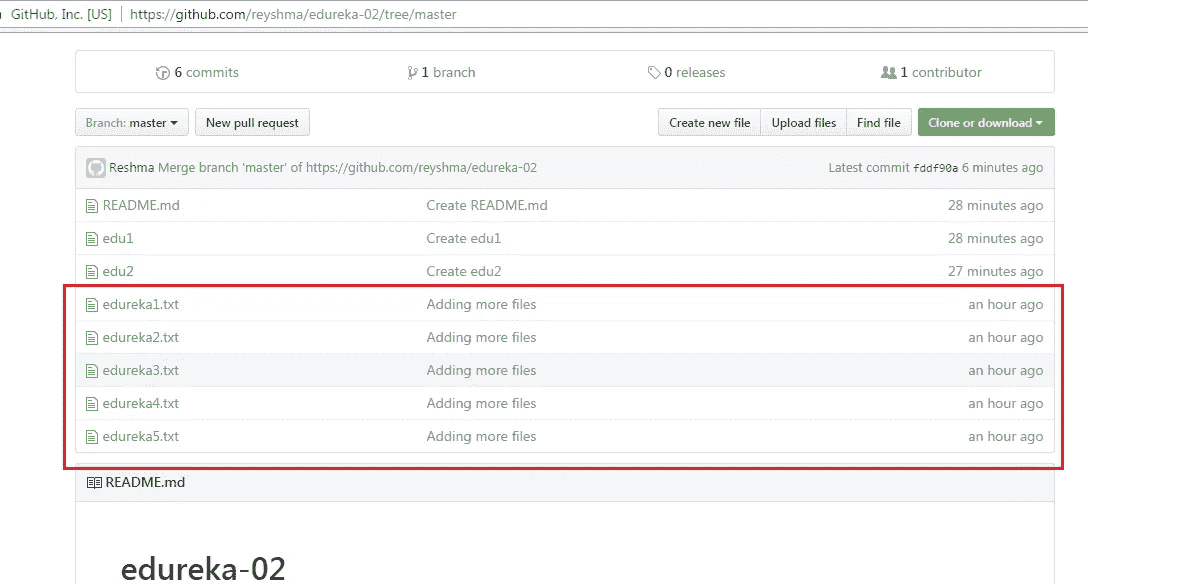 GitHub, Inc. [US] https://github.com/reyshma/edureka-02/tree/master
6 commits 1 branch 0 releases 1 contributor
Branch: master New pull request Create new file Upload files Find file Clone or download
Reshma Merge branch 'master' of https://github.com/reyshma/edureka-02 Latest commit fddf90a 6 minutes ago
README.md Create README.md 28 minutes ago
edu1 Create edu1 28 minutes ago
edu2 Create edu2 27 minutes ago
edureka1.txt Adding more files an hour ago
edureka2.txt Adding more files an hour ago
edureka3.txt Adding more files an hour ago
edureka4.txt Adding more files an hour ago
edureka5.txt Adding more files an hour ago
README.md
edureka-02